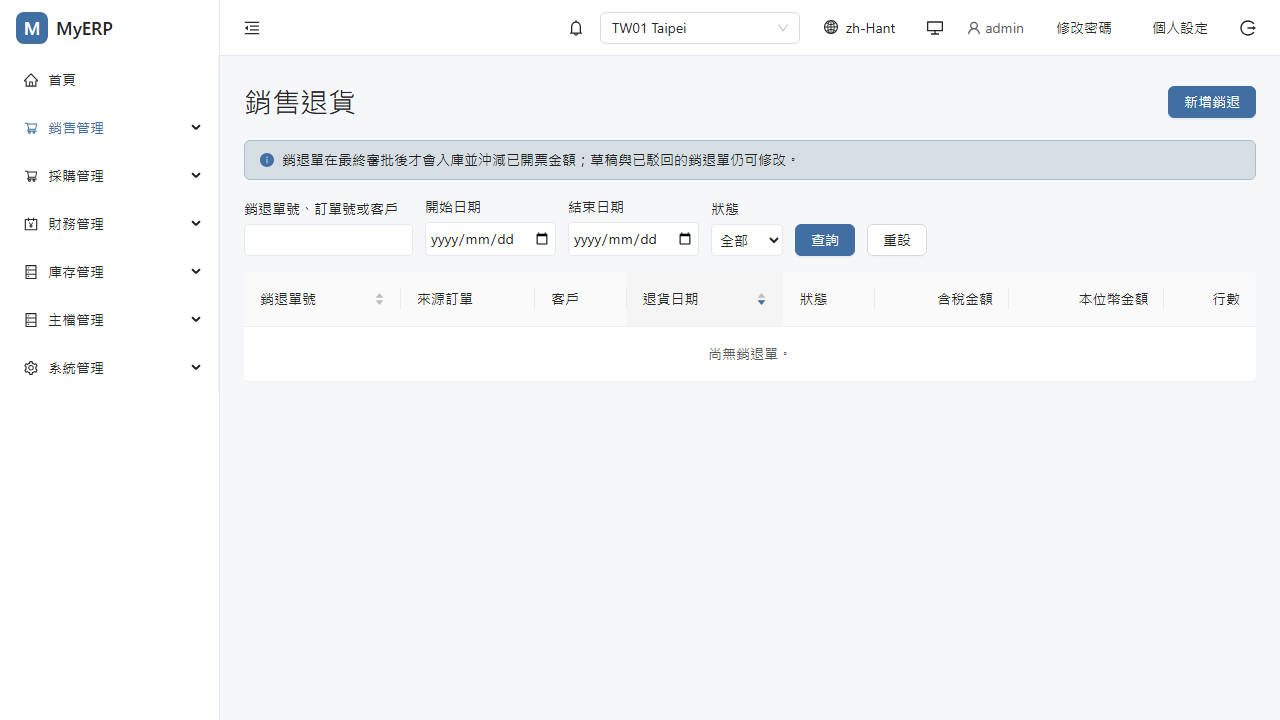 M MyERP
TW01 Taipei
zh-Hant
admin
修改密碼
個人設定
首頁
銷售管理
採購管理
財務管理
庫存管理
主檔管理
系統管理
銷售退貨
新增銷退
銷退單在最終審批後才會入庫並沖減已開票金額；草稿與已駁回的銷退單仍可修改。
銷退單號、訂單號或客戶
開始日期
結束日期
狀態
yyyy/mm/dd
yyyy/mm/dd
全部
查詢
重設
銷退單號 來源訂單 客戶 退貨日期 狀態 含稅金額 本位幣金額 行數
尚無銷退單。